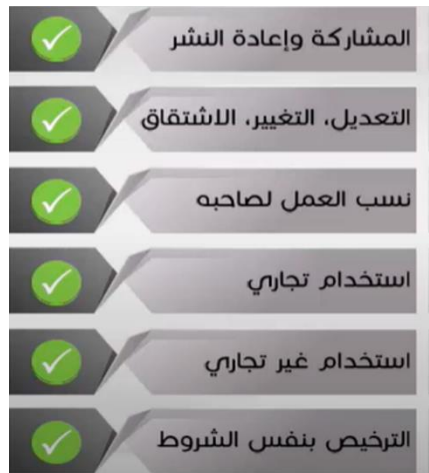 المشاركة وإعادة النشر
التعديل، التغيير، الاشتقاق
نسب العمل لصاحبه
استخدام تجاري
استخدام غير تجاري
الترخيص بنفس الشروط